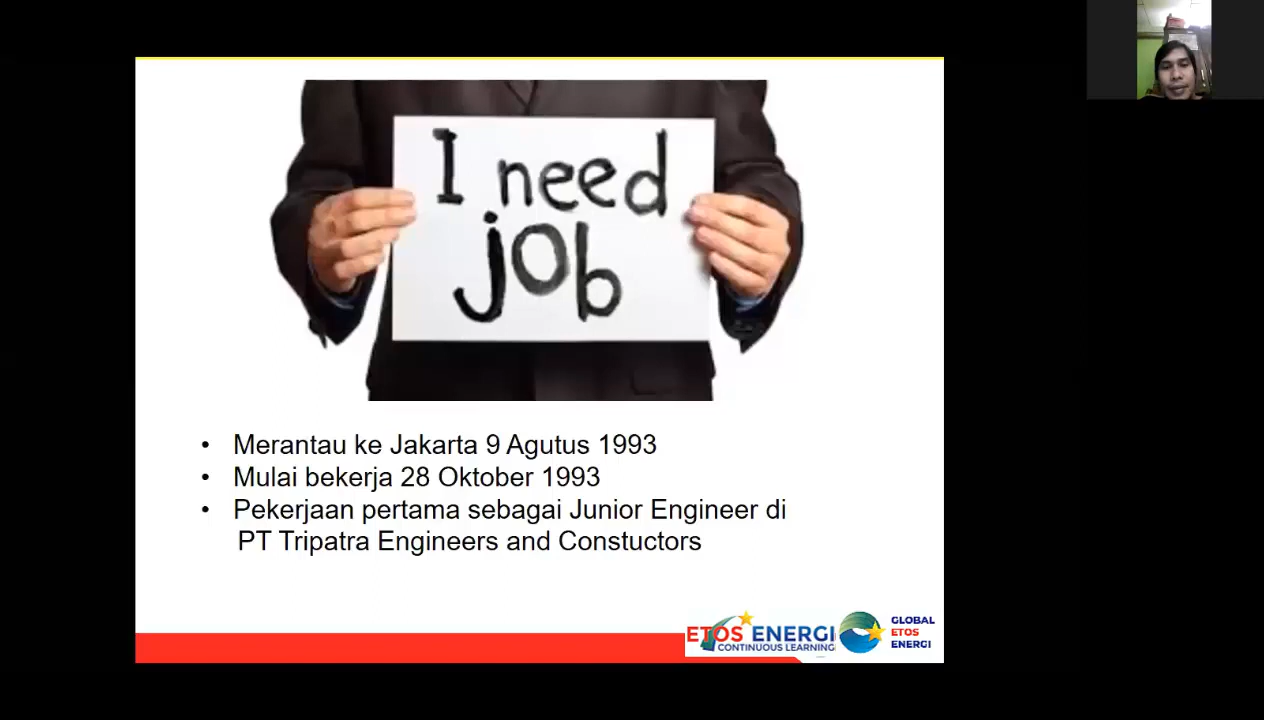 I need
job
• Merantau ke Jakarta 9 Agutus 1993
• Mulai bekerja 28 Oktober 1993
• Pekerjaan pertama sebagai Junior Engineer di
PT Tripatra Engineers and Constuctors
ETOS ENERGI
CONTINUOUS LEARNING
GLOBAL
ETOS
ENERGI